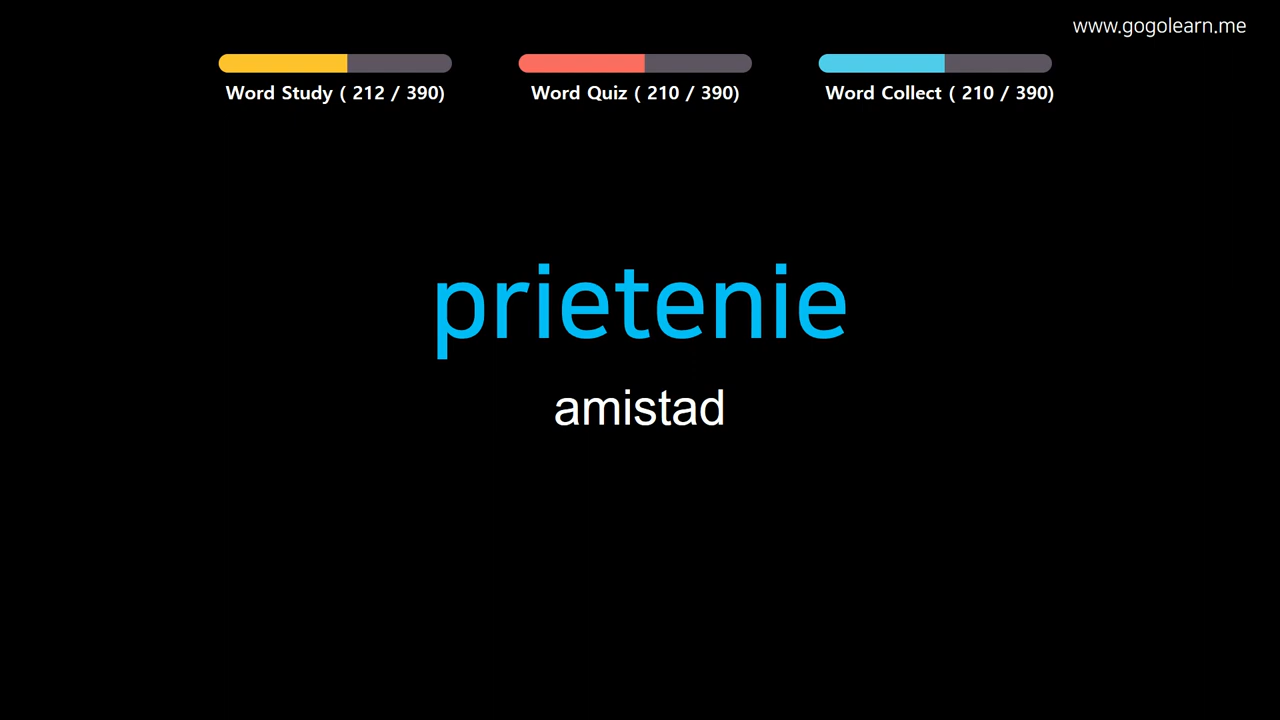 www.gogolearn.me
Word Study ( 212 / 390)
Word Quiz ( 210 / 390)
Word Collect ( 210 / 390)
prietenie
amistad